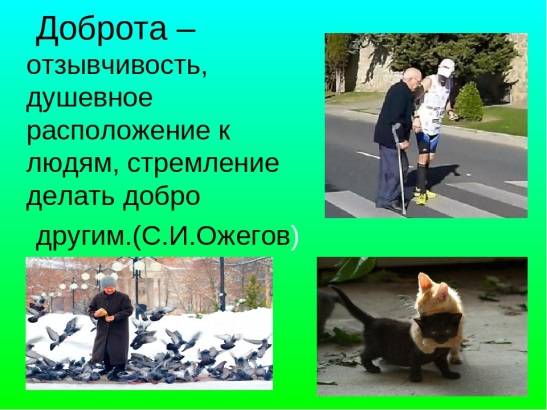 Доброта –
отзывчивость,
душевное
расположение к
людям, стремление
делать добро
другим.(С.И.Ожегов)